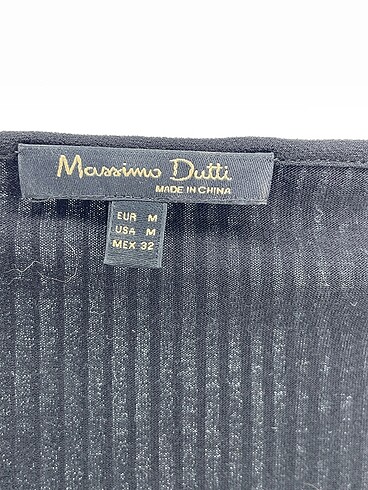 Massimo Dutti
MADE IN CHINA
EUR M
USA M
MEX 32